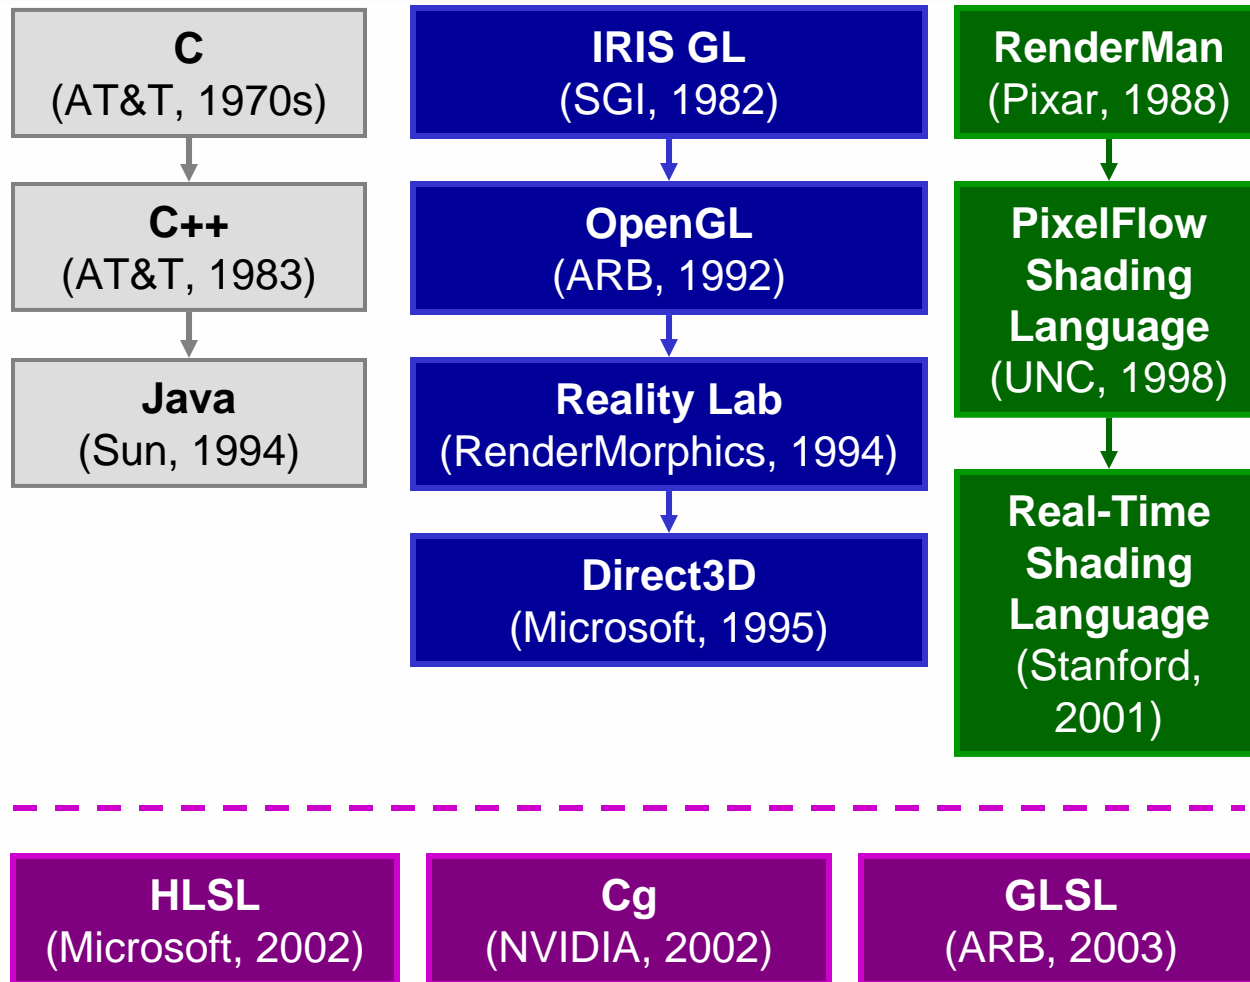 C
(AT&T, 1970s)
C++
(AT&T, 1983)
Java
(Sun, 1994)
IRIS GL
(SGI, 1982)
OpenGL
(ARB, 1992)
Reality Lab
(RenderMorphics, 1994)
Direct3D
(Microsoft, 1995)
RenderMan
(Pixar, 1988)
PixelFlow
Shading
Language
(UNC, 1998)
Real-Time
Shading
Language
(Stanford,
2001)
HLSL
(Microsoft, 2002)
Cg
(NVIDIA, 2002)
GLSL
(ARB, 2003)